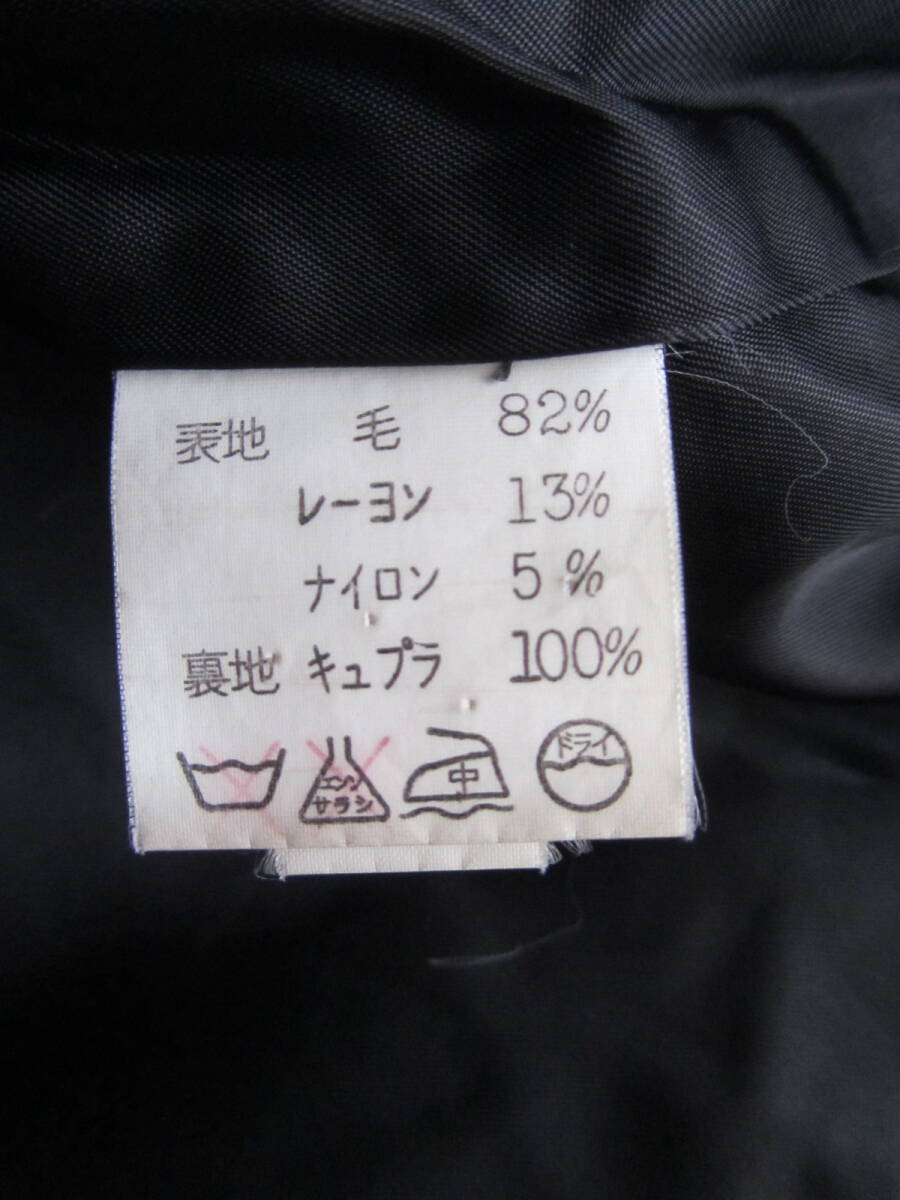 表地 毛 82%
レーヨン 13%
ナイロン 5%
裏地 キュプラ 100%
エンソ
サラシ
中
ドライ